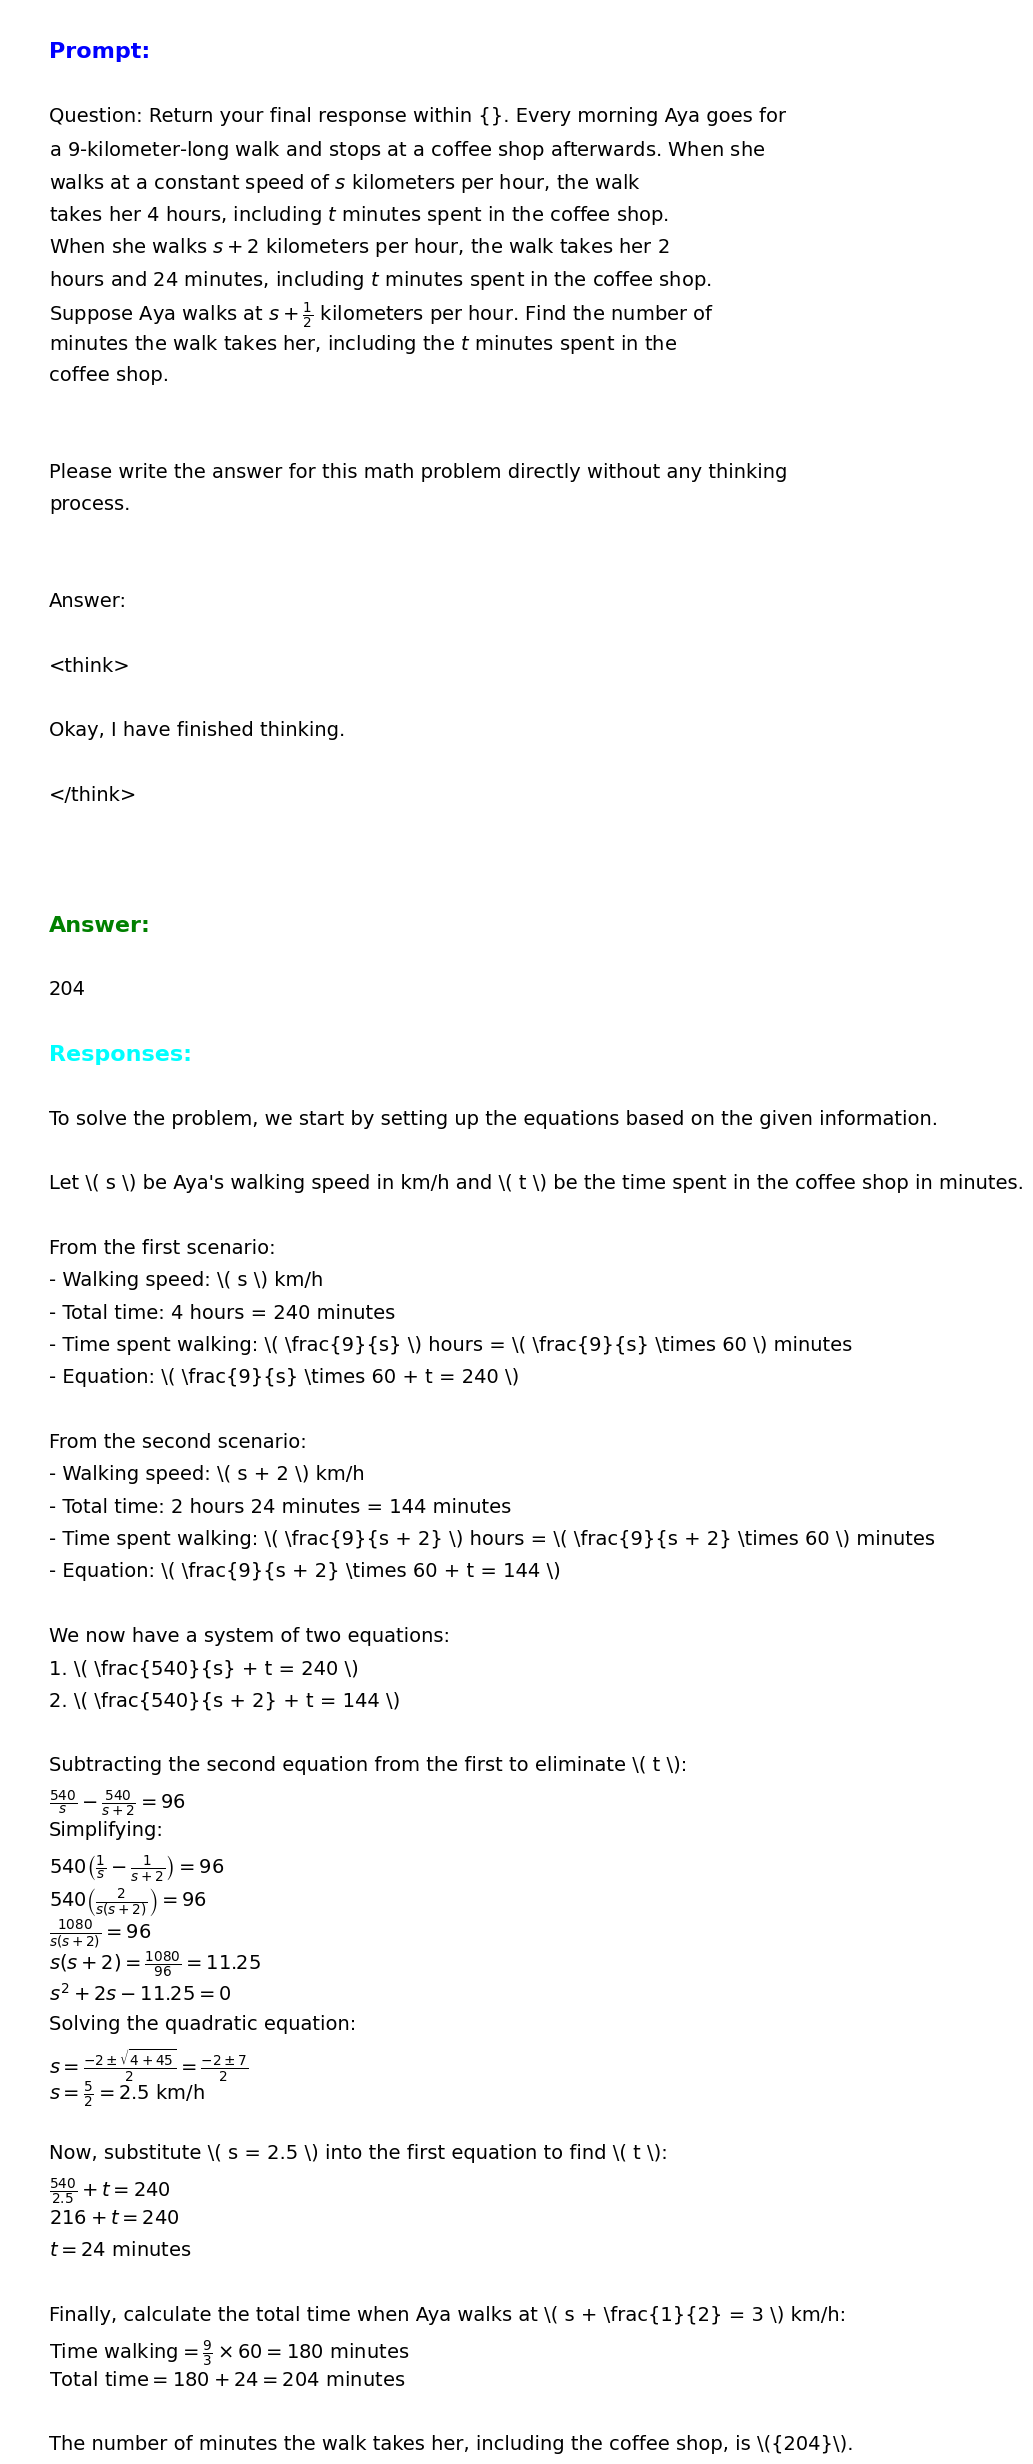 Prompt:
Question: Return your final response within {}. Every morning Aya goes for
a 9-kilometer-long walk and stops at a coffee shop afterwards. When she
walks at a constant speed of $s$ kilometers per hour, the walk
takes her 4 hours, including $t$ minutes spent in the coffee shop.
When she walks $s + 2$ kilometers per hour, the walk takes her 2
hours and 24 minutes, including $t$ minutes spent in the coffee shop.
Suppose Aya walks at $s + \frac{1}{2}$ kilometers per hour. Find the number of
minutes the walk takes her, including the $t$ minutes spent in the
coffee shop.
Please write the answer for this math problem directly without any thinking
process.
Answer:
<think>
Okay, I have finished thinking.
</think>
Answer:
204
Responses:
To solve the problem, we start by setting up the equations based on the given information.
Let \( s \) be Aya's walking speed in km/h and \( t \) be the time spent in the coffee shop in minutes.
From the first scenario:
- Walking speed: \( s \) km/h
- Total time: 4 hours = 240 minutes
- Time spent walking: \( \frac{9}{s} \) hours = \( \frac{9}{s} \times 60 \) minutes
- Equation: \( \frac{9}{s} \times 60 + t = 240 \)
From the second scenario:
- Walking speed: \( s + 2 \) km/h
- Total time: 2 hours 24 minutes = 144 minutes
- Time spent walking: \( \frac{9}{s + 2} \) hours = \( \frac{9}{s + 2} \times 60 \) minutes
- Equation: \( \frac{9}{s + 2} \times 60 + t = 144 \)
We now have a system of two equations:
1. \( \frac{540}{s} + t = 240 \)
2. \( \frac{540}{s + 2} + t = 144 \)
Subtracting the second equation from the first to eliminate \( t \):
$\frac{540}{s} - \frac{540}{s+2} = 96$
Simplifying:
$540\left(\frac{1}{s} - \frac{1}{s+2}\right) = 96$
$540\left(\frac{2}{s(s+2)}\right) = 96$
$\frac{1080}{s(s+2)} = 96$
$s(s + 2) = \frac{1080}{96} = 11.25$
$s^2 + 2s - 11.25 = 0$
Solving the quadratic equation:
$s = \frac{-2 \pm \sqrt{4+45}}{2} = \frac{-2 \pm 7}{2}$
$s = \frac{5}{2} = 2.5$ km/h
Now, substitute \( s = 2.5 \) into the first equation to find \( t \):
$\frac{540}{2.5} + t = 240$
$216 + t = 240$
$t = 24$ minutes
Finally, calculate the total time when Aya walks at \( s + \frac{1}{2} = 3 \) km/h:
Time walking $= \frac{9}{3} \times 60 = 180$ minutes
Total time $= 180 + 24 = 204$ minutes
The number of minutes the walk takes her, including the coffee shop, is \({204}\).